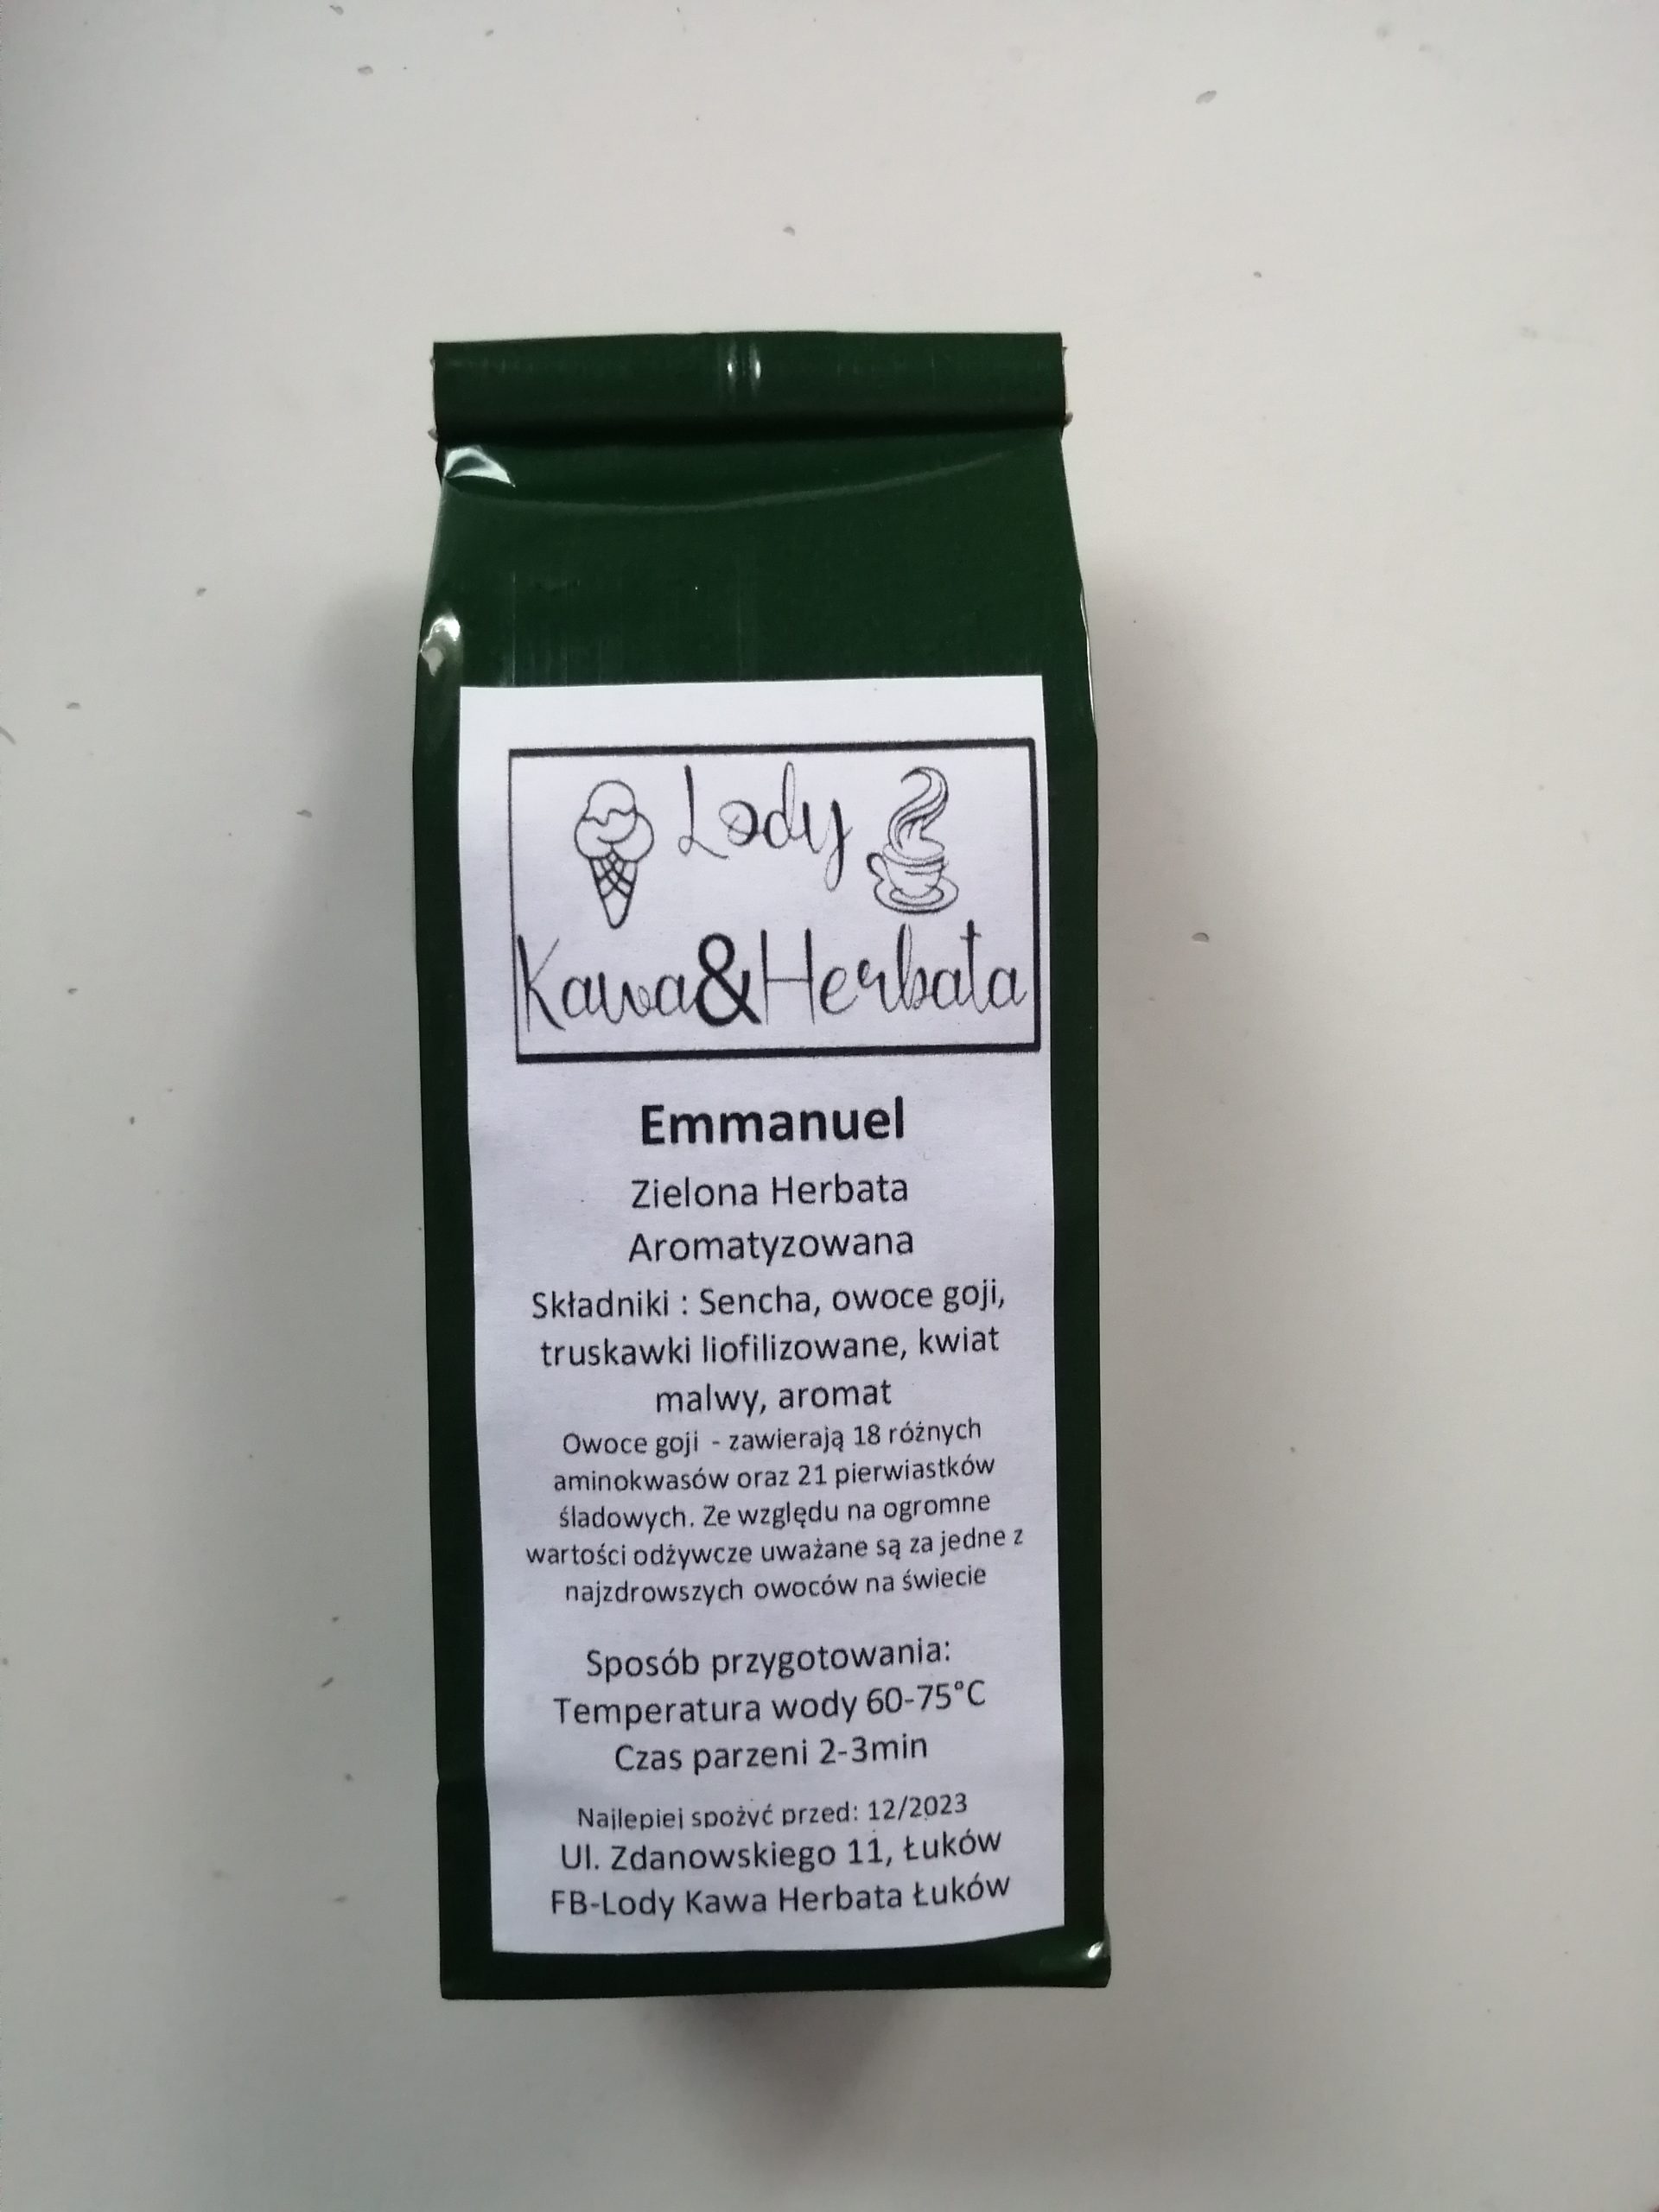 Lody
Kawa&Herbata
Emmanuel
Zielona Herbata
Aromatyzowana
Składniki : Sencha, owoce goji,
truskawki liofilizowane, kwiat
malwy, aromat
Owoce goji - zawierają 18 różnych
aminokwasów oraz 21 pierwiastków
śladowych. Ze względu na ogromne
wartości odżywcze uważane są za jedne z
najzdrowszych owoców na świecie
Sposób przygotowania:
Temperatura wody 60-75°C
Czas parzeni 2-3min
Najlepiej spożyć przed: 12/2023
Ul. Zdanowskiego 11, Łuków
FB-Lody Kawa Herbata Łuków